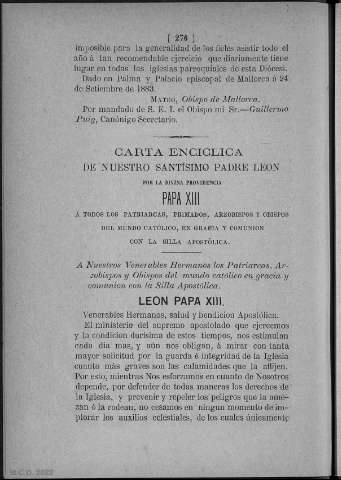 [ 276 ]
imposible para la generalidad de los fieles asistir todo el
año á tan recomendable ejercicio que diariamente tiene
lugar en todas las iglesias parroquiales de esta Diócesi.
Dado en Palma y Palacio episcopal de Mallorca á 24
de Setiembre de 1883.
MATEO, Obispo de Mallorca.
Por mandado de S. E. I. el Obispo mi Sr.—Guillermo
Puig, Canónigo Secretario.
CARTA ENCICLICA
DE NUESTRO SANTÍSIMO PADRE LEON
POR LA DIVINA PROVIDENCIA
PAPA XIII
Á TODOS LOS PATRIARCAS, PRIMADOS, ARZOBISPOS Y OBISPOS
DEL MUNDO CATÓLICO, EN GRACIA Y COMUNION
CON LA SILLA APOSTÓLICA.
A Nuestros Venerables Hermanos los Patriarcas, Ar-
zobispos y Obispos del mundo católico en gracia y
comunion con la Silla Apostólica.
LEON PAPA XIII.
Venerables Hermanos, salud y bendicion Apostólica.
El ministerio del supremo apostolado que ejercemos
y la condicion durísima de estos tiempos, nos estimulan
cada dia mas, y aún nos obligan, á mirar con tanta
mayor solicitud por la guarda é integridad de la Iglesia
cuanto más graves son las calamidades que la aflijen.
Por esto, mientras Nos esforzamos en cuanto de Nosotros
depende, por defender de todas maneras los derechos de
la Iglesia, y prevenir y repeler los peligros que la ame-
zan ó la rodean, no cesamos en ningun momento de im-
plorar los auxilios celestiales, de los cuales únicamente